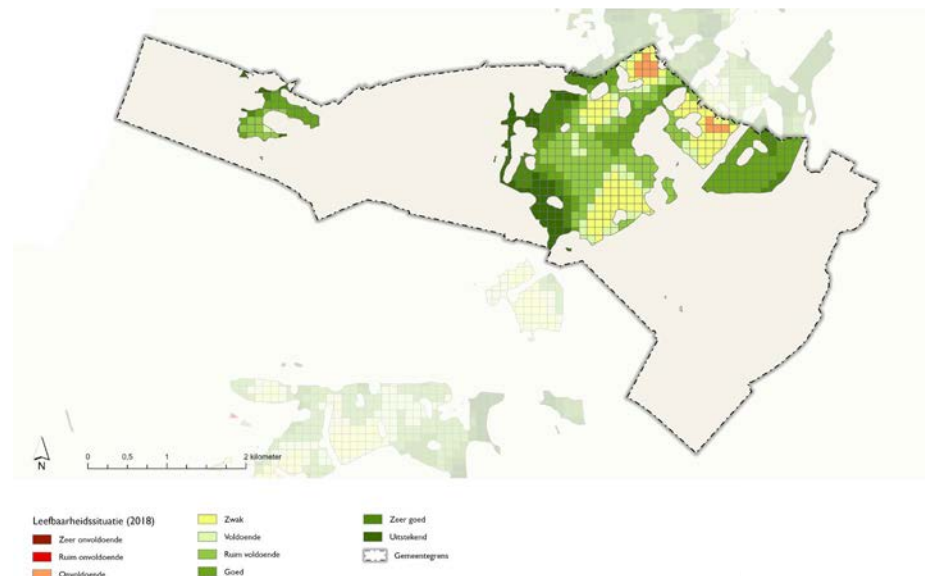 N
0 0,5 1 2 kilometer
Leefbaarheidssituatie (2018)
Zeer onvoldoende
Ruim onvoldoende
Onvoldoende
Zwak
Voldoende
Ruim voldoende
Goed
Zeer goed
Uitstekend
Gemeentegrens